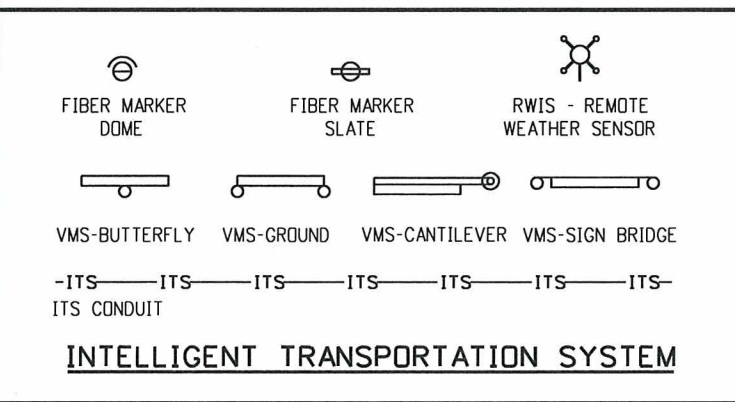 FIBER MARKER DOME
FIBER MARKER SLATE
RWIS - REMOTE WEATHER SENSOR
VMS-BUTTERFLY VMS-GROUND VMS-CANTILEVER VMS-SIGN BRIDGE
-ITS——ITS——ITS——ITS——ITS——ITS——ITS-
ITS CONDUIT
INTELLIGENT TRANSPORTATION SYSTEM